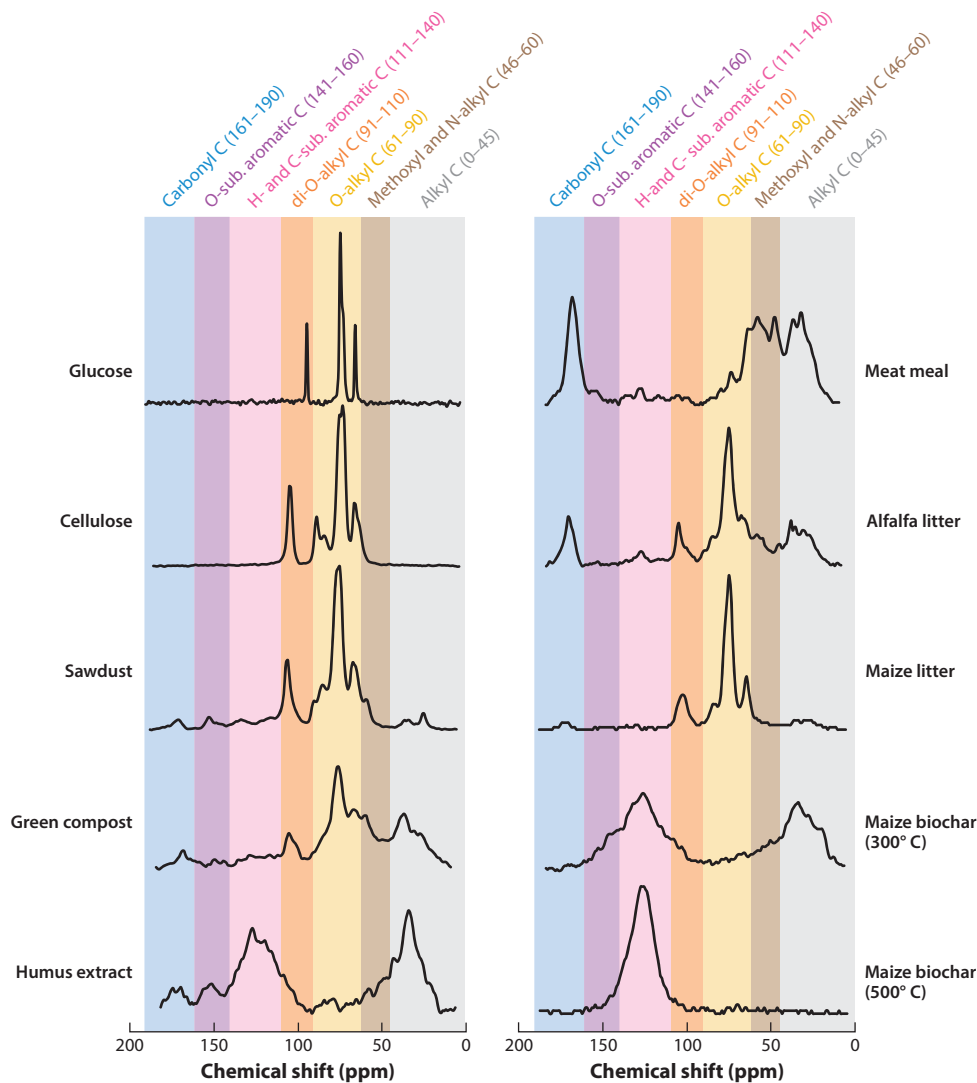 Carbonyl C (161–190)
O-sub. aromatic C (141–160)
H- and C-sub. aromatic C (111–140)
di-O-alkyl C (91–110)
O-alkyl C (61–90)
Methoxyl and N-alkyl C (46–60)
Alkyl C (0–45)
Glucose
Cellulose
Sawdust
Green compost
Humus extract
200 150 100 50 0
Chemical shift (ppm)
Carbonyl C (161–190)
O-sub. aromatic C (141–160)
H-and C- sub. aromatic C (111–140)
di-O-alkyl C (91–110)
O-alkyl C (61–90)
Methoxyl and N-alkyl C (46–60)
Alkyl C (0–45)
Meat meal
Alfalfa litter
Maize litter
Maize biochar
(300° C)
Maize biochar
(500° C)
200 150 100 50 0
Chemical shift (ppm)